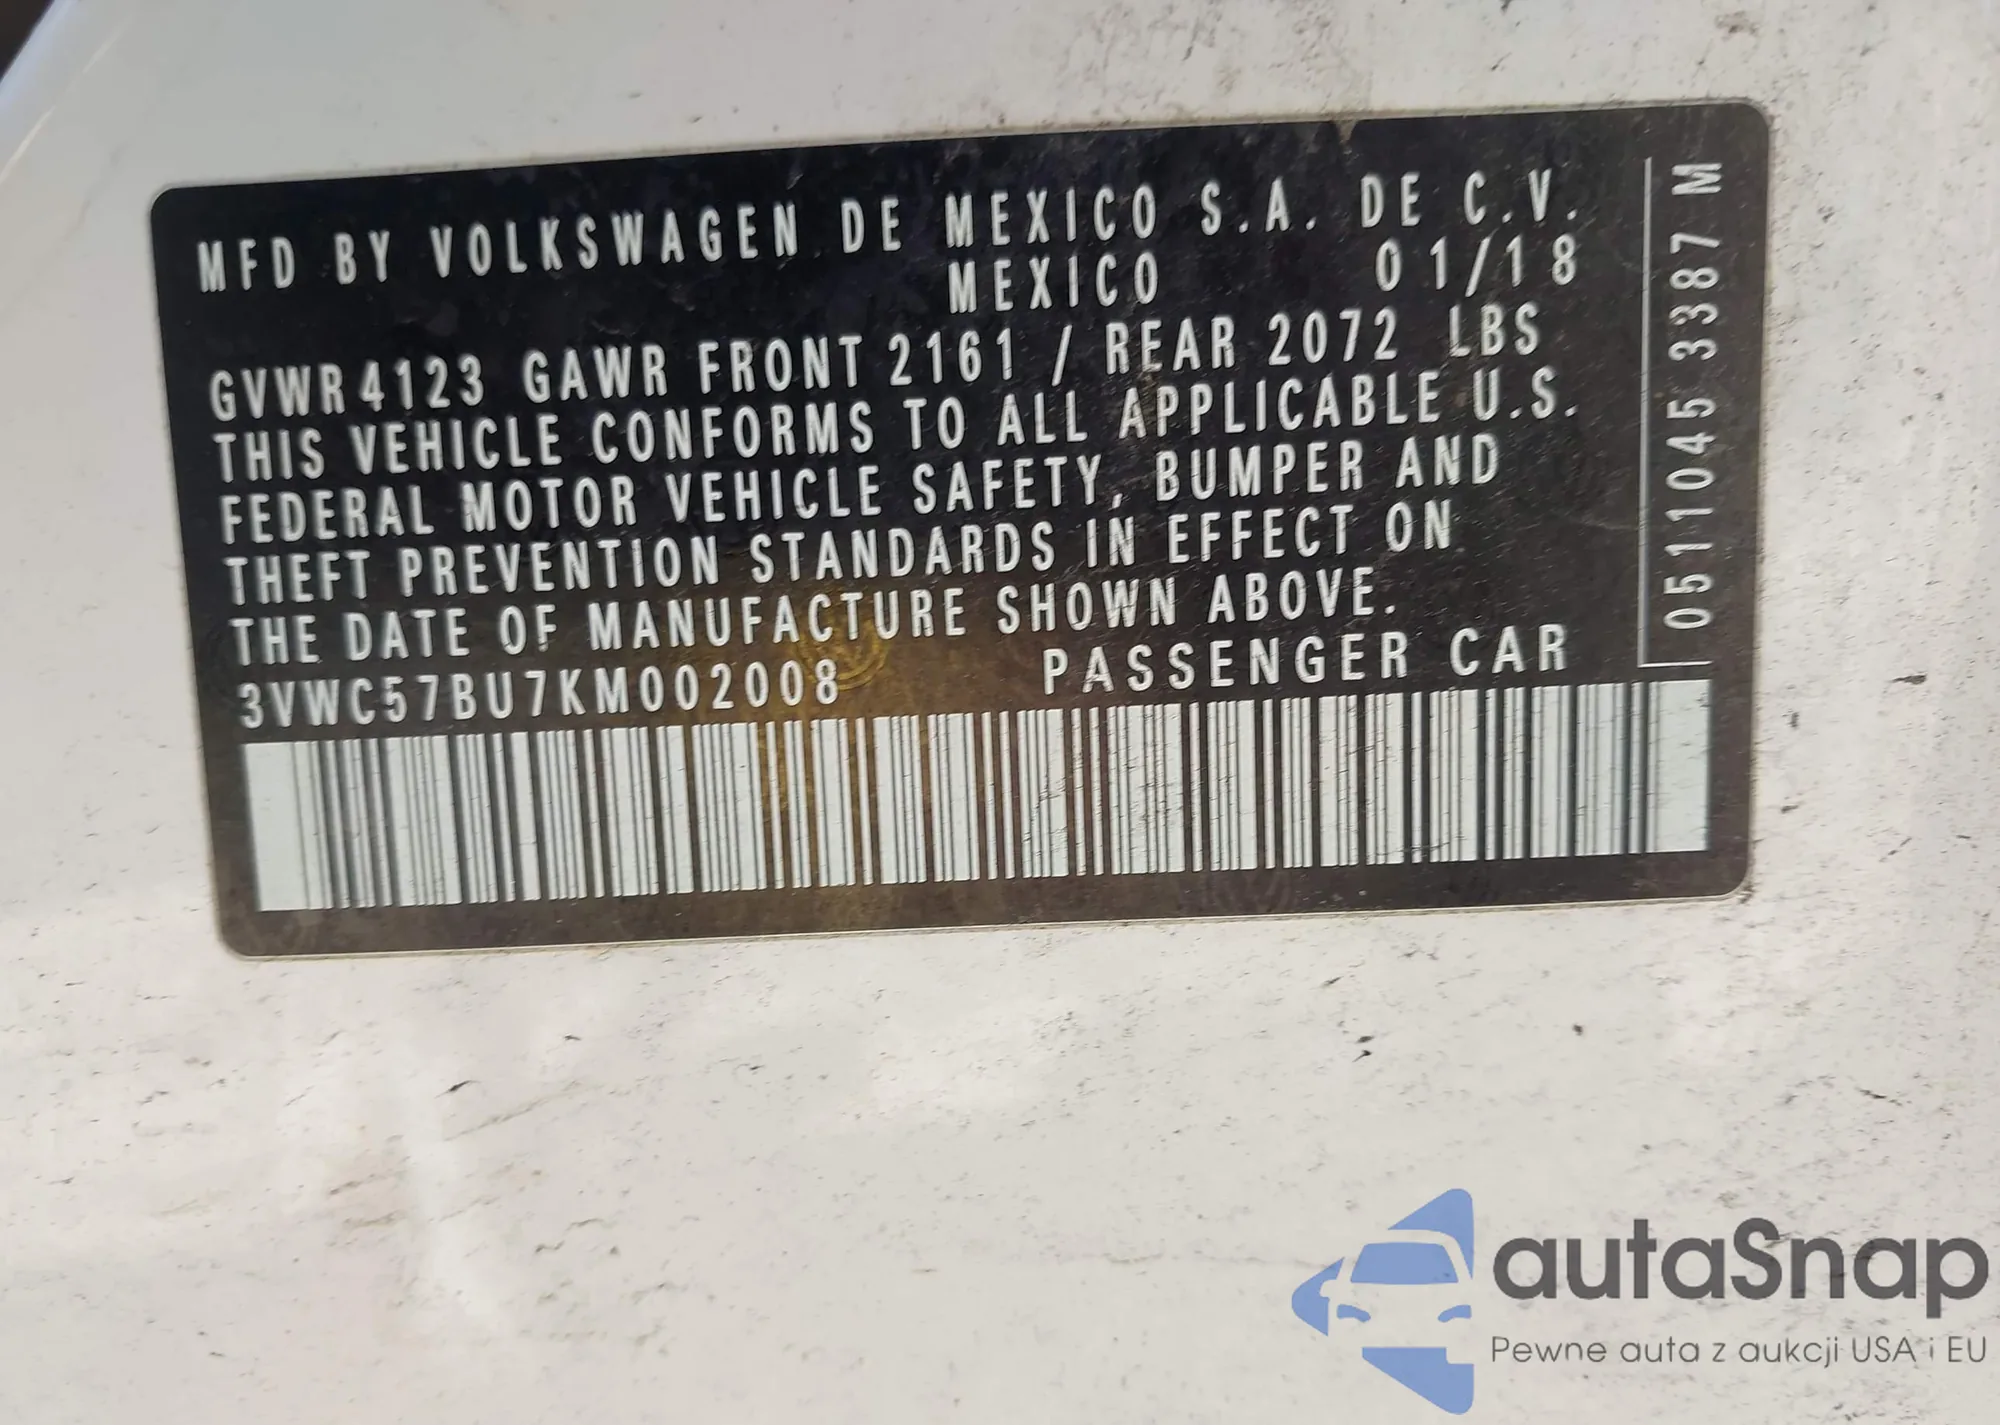 MFD BY VOLKSWAGEN DE MEXICO S.A. DE C.V.
MEXICO 01/18
GVWR 4123 GAWR FRONT 2161 / REAR 2072 LBS
THIS VEHICLE CONFORMS TO ALL APPLICABLE U.S.
FEDERAL MOTOR VEHICLE SAFETY, BUMPER AND
THEFT PREVENTION STANDARDS IN EFFECT ON
THE DATE OF MANUFACTURE SHOWN ABOVE.
3VWC57BU7KM002008 PASSENGER CAR
0511045 3387 M
autaSnap
Pewne auta z aukcji USA i EU